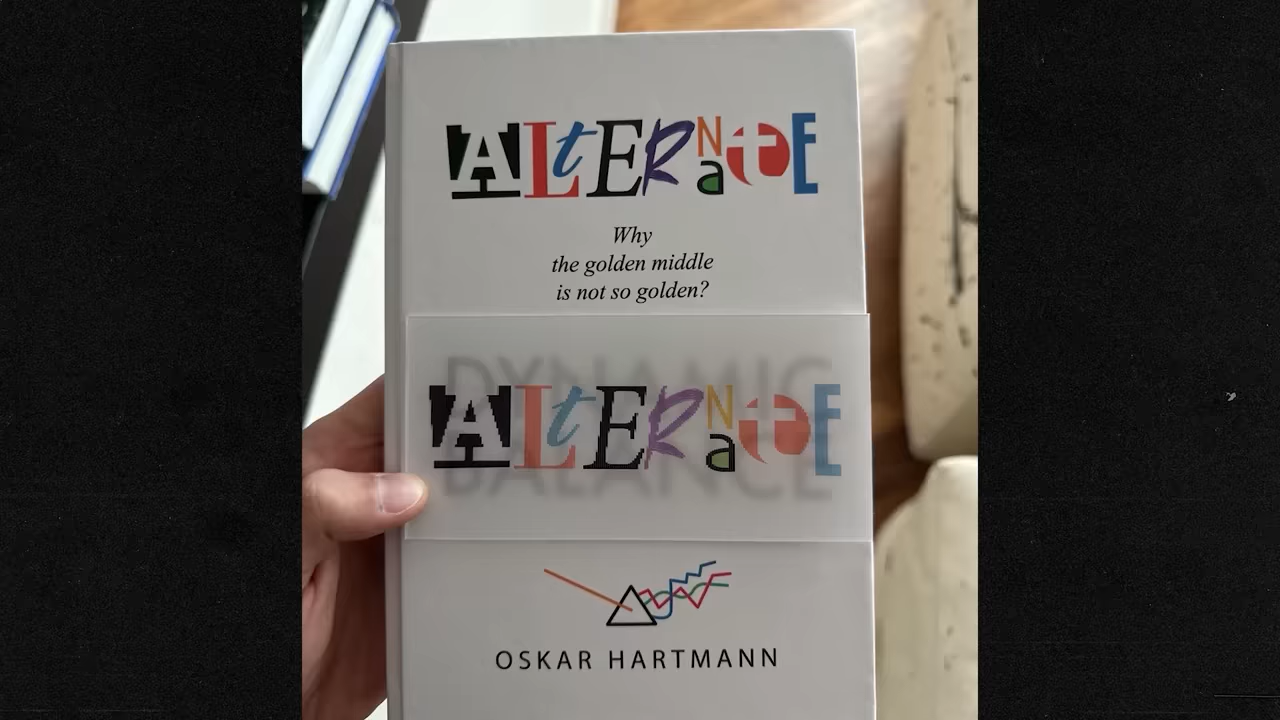 ALtERNatE
Why
the golden middle
is not so golden?
DYNAMIC
ALtERNatE
BALANCE
OSKAR HARTMANN